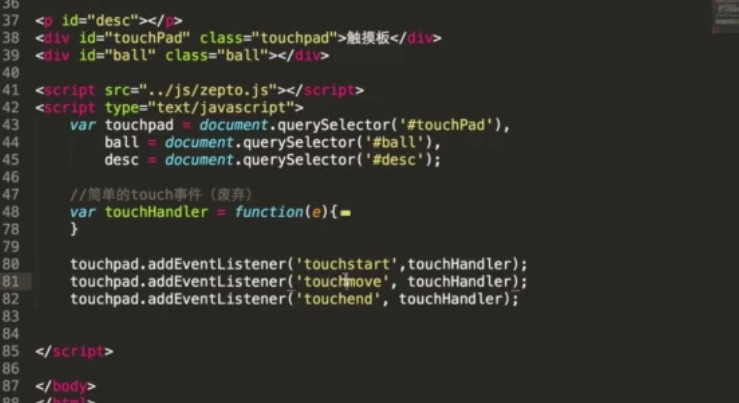 36
37 <p id="desc"></p>
38 <div id="touchPad" class="touchpad">触摸板</div>
39 <div id="ball" class="ball"></div>
40
41 <script src="../js/zepto.js"></script>
42 <script type="text/javascript">
43 var touchpad = document.querySelector('#touchPad'),
44 ball = document.querySelector('#ball'),
45 desc = document.querySelector('#desc');
46
47 //简单的touch事件（废弃）
48 var touchHandler = function(e){
78 }
79
80 touchpad.addEventListener('touchstart',touchHandler);
81 touchpad.addEventListener('touchmove', touchHandler);
82 touchpad.addEventListener('touchend', touchHandler);
83
84
85 </script>
86
87 </body>
88 </html>